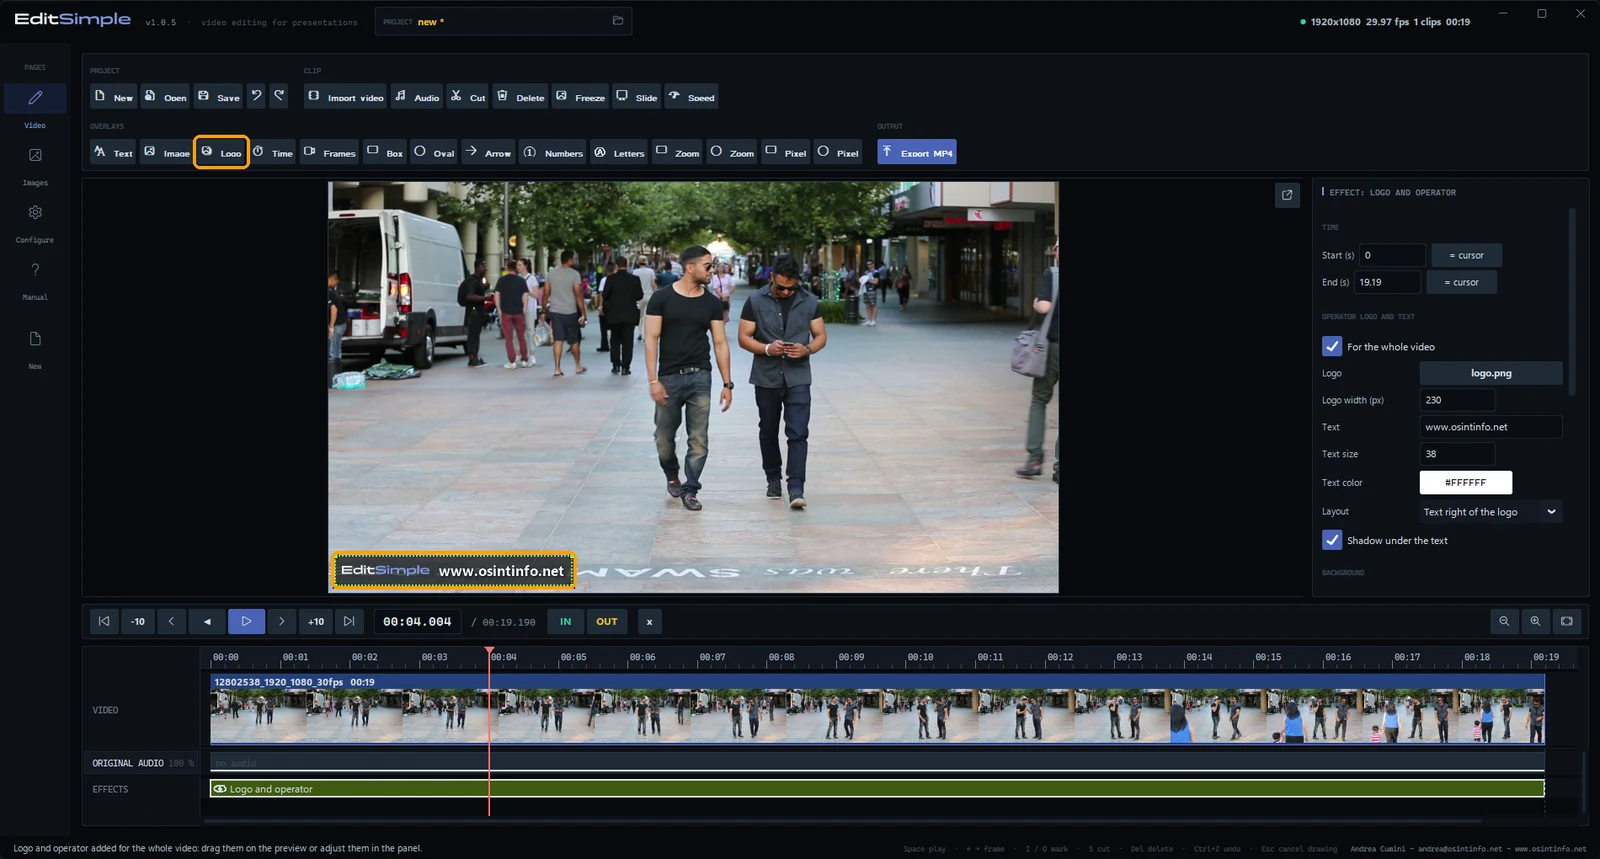 EditSimple v1.0.5 · video editing for presentations PROJECT new * 1920x1080 29.97 fps 1 clips 00:19
PAGES
Video
Images
Configure
Manual
New
PROJECT CLIP
New Open Save Import video Audio Cut Delete Freeze Slide Speed
OVERLAYS OUTPUT
Text Image Logo Time Frames Box Oval Arrow Numbers Letters Zoom Zoom Pixel Pixel Export MP4
EditSimple www.osintinfo.net
There was SWAN
EFFECT: LOGO AND OPERATOR
TIME
Start (s) 0 = cursor
End (s) 19.19 = cursor
OPERATOR LOGO AND TEXT
For the whole video
Logo logo.png
Logo width (px) 230
Text www.osintinfo.net
Text size 38
Text color #FFFFFF
Layout Text right of the logo
Shadow under the text
BACKGROUND
-10 +10 00:04.004 / 00:19.190 IN OUT x
00:00 00:01 00:02 00:03 00:04 00:05 00:06 00:07 00:08 00:09 00:10 00:11 00:12 00:13 00:14 00:15 00:16 00:17 00:18 00:19
12802538_1920_1080_30fps 00:19
VIDEO
ORIGINAL AUDIO 100 % no audio
EFFECTS Logo and operator
Logo and operator added for the whole video: drag them on the preview or adjust them in the panel. Space play · ← → frame · I / O mark · S cut · Del delete · Ctrl+Z undo · Esc cancel drawing Andrea Cumini - andrea@osintinfo.net - www.osintinfo.net